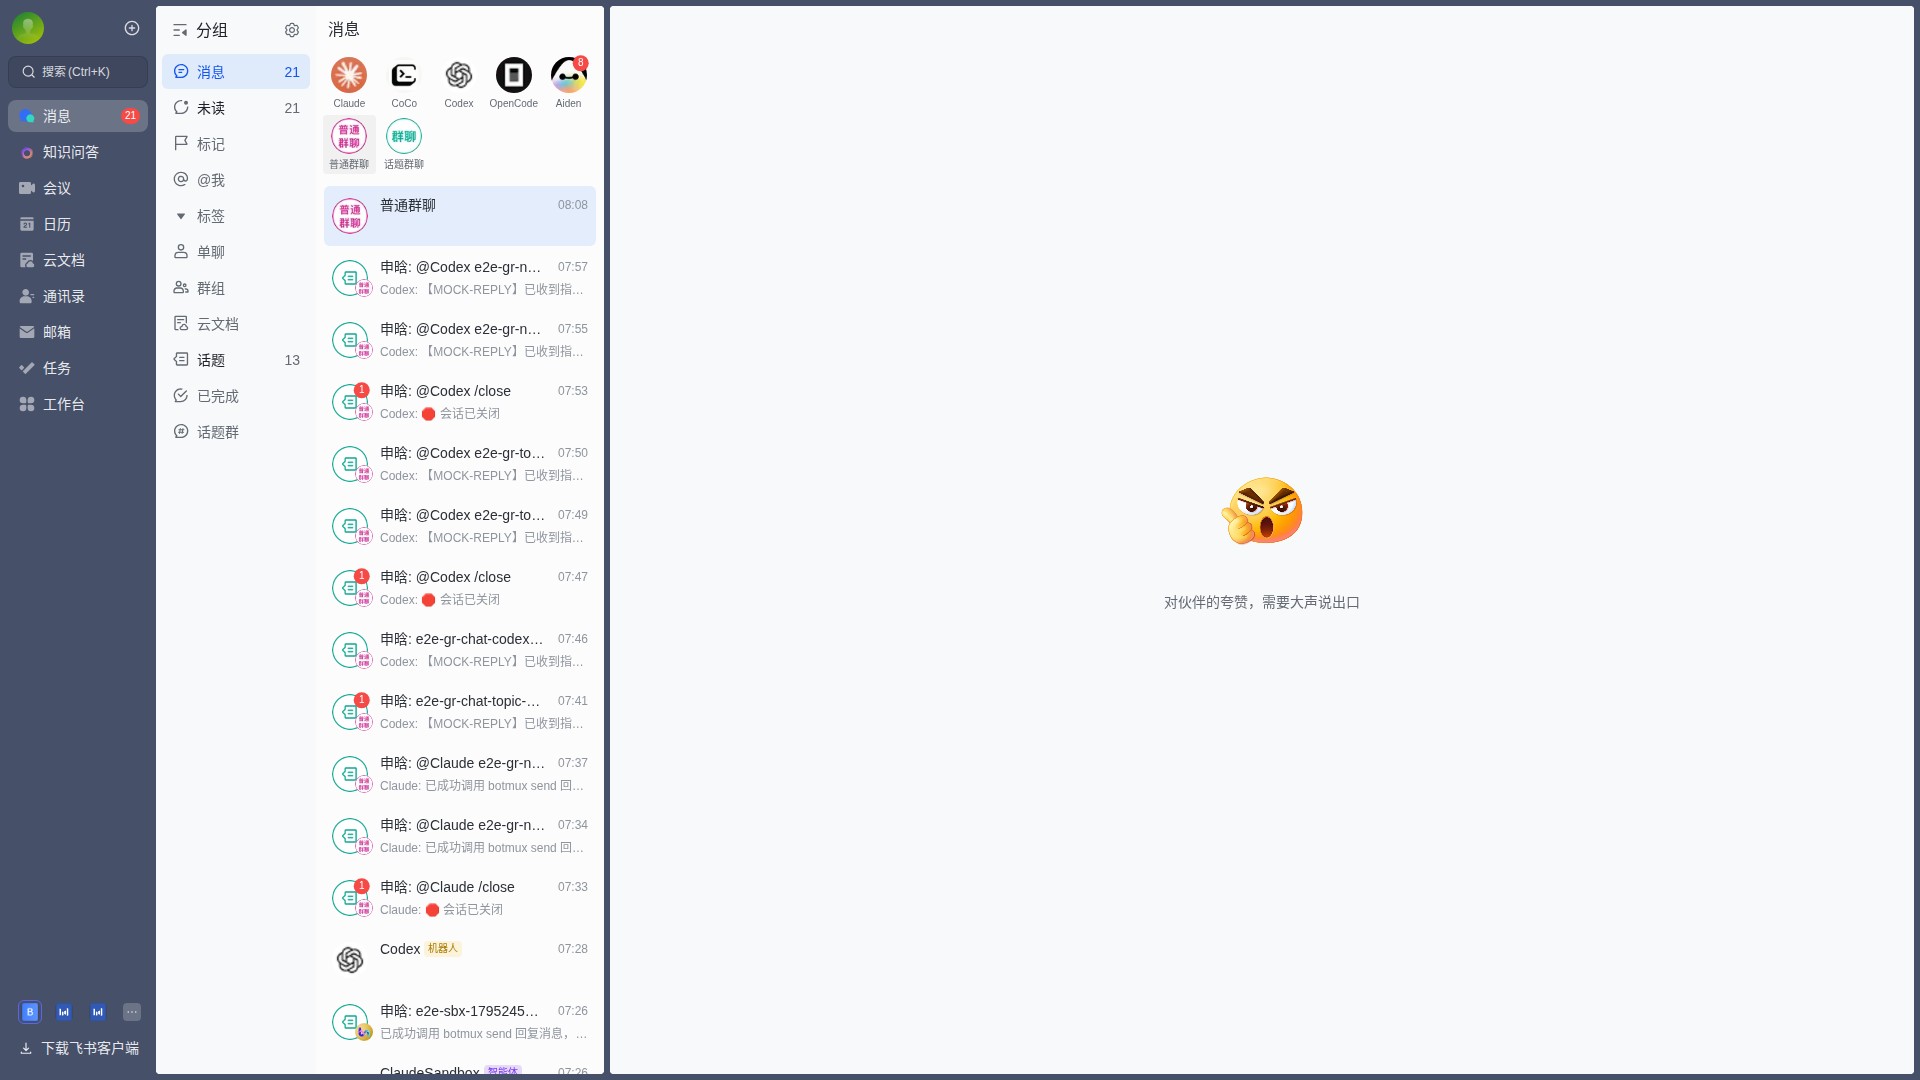 搜索 (Ctrl+K)
消息 21
知识问答
会议
日历
云文档
通讯录
邮箱
任务
工作台
下载飞书客户端
分组
消息 21
未读 21
标记
@我
标签
单聊
群组
云文档
话题 13
已完成
话题群
消息
8
Claude CoCo Codex OpenCode Aiden
普通群聊 群聊
普通群聊 话题群聊
普通群聊 08:08
申晗: @Codex e2e-gr-n... 07:57
Codex: 【MOCK-REPLY】已收到指...
申晗: @Codex e2e-gr-n... 07:55
Codex: 【MOCK-REPLY】已收到指...
1
申晗: @Codex /close 07:53
Codex: 🛑 会话已关闭
申晗: @Codex e2e-gr-to... 07:50
Codex: 【MOCK-REPLY】已收到指...
申晗: @Codex e2e-gr-to... 07:49
Codex: 【MOCK-REPLY】已收到指...
1
申晗: @Codex /close 07:47
Codex: 🛑 会话已关闭
申晗: e2e-gr-chat-codex... 07:46
Codex: 【MOCK-REPLY】已收到指...
1
申晗: e2e-gr-chat-topic-... 07:41
Codex: 【MOCK-REPLY】已收到指...
申晗: @Claude e2e-gr-n... 07:37
Claude: 已成功调用 botmux send 回...
申晗: @Claude e2e-gr-n... 07:34
Claude: 已成功调用 botmux send 回...
1
申晗: @Claude /close 07:33
Claude: 🛑 会话已关闭
Codex 机器人 07:28
申晗: e2e-sbx-1795245... 07:26
已成功调用 botmux send 回复消息，...
ClaudeSandbox 智能体 07:26
对伙伴的夸赞，需要大声说出口